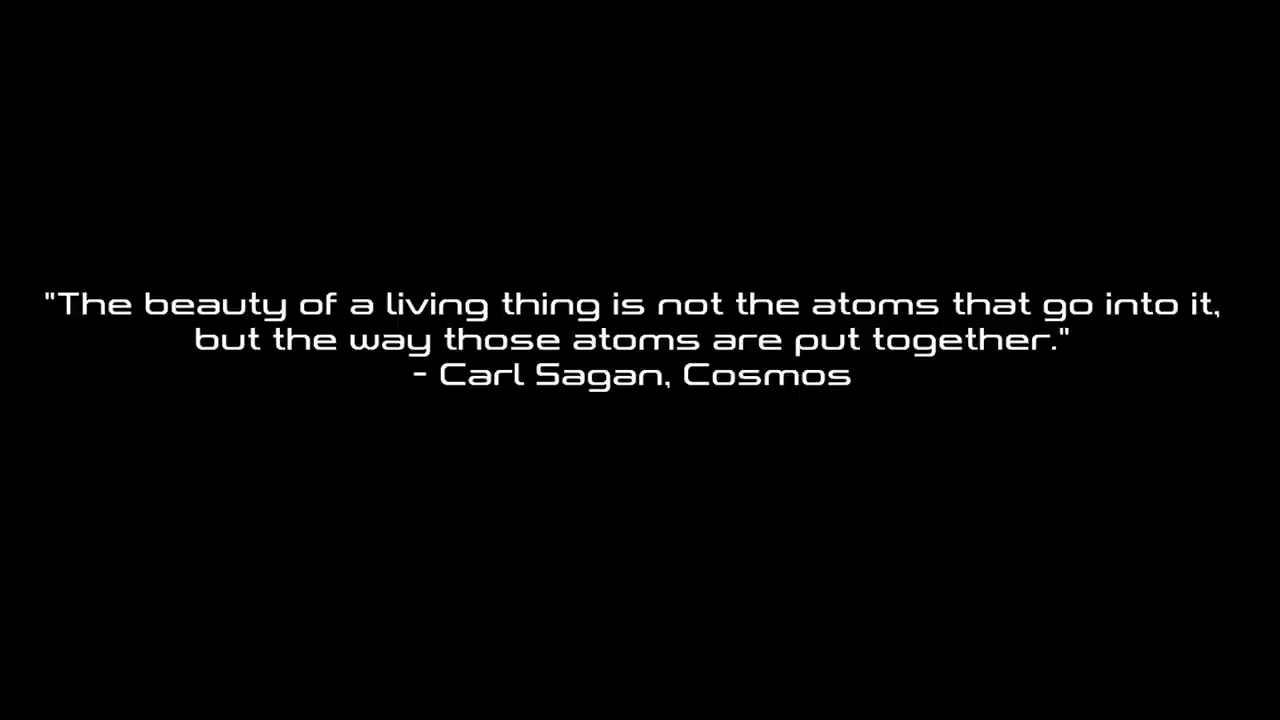 "The beauty of a living thing is not the atoms that go into it,
but the way those atoms are put together."
- Carl Sagan, Cosmos